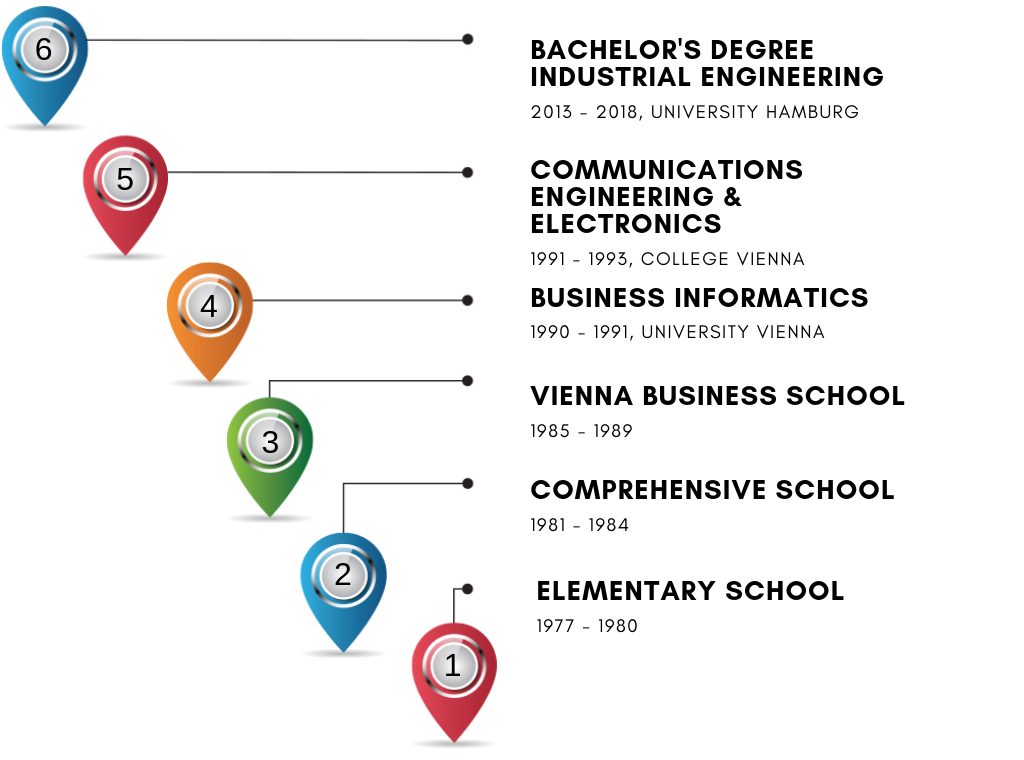 6
BACHELOR'S DEGREE
INDUSTRIAL ENGINEERING
2013 - 2018, UNIVERSITY HAMBURG
5
COMMUNICATIONS
ENGINEERING &
ELECTRONICS
1991 - 1993, COLLEGE VIENNA
4
BUSINESS INFORMATICS
1990 - 1991, UNIVERSITY VIENNA
3
VIENNA BUSINESS SCHOOL
1985 - 1989
2
COMPREHENSIVE SCHOOL
1981 - 1984
1
ELEMENTARY SCHOOL
1977 - 1980